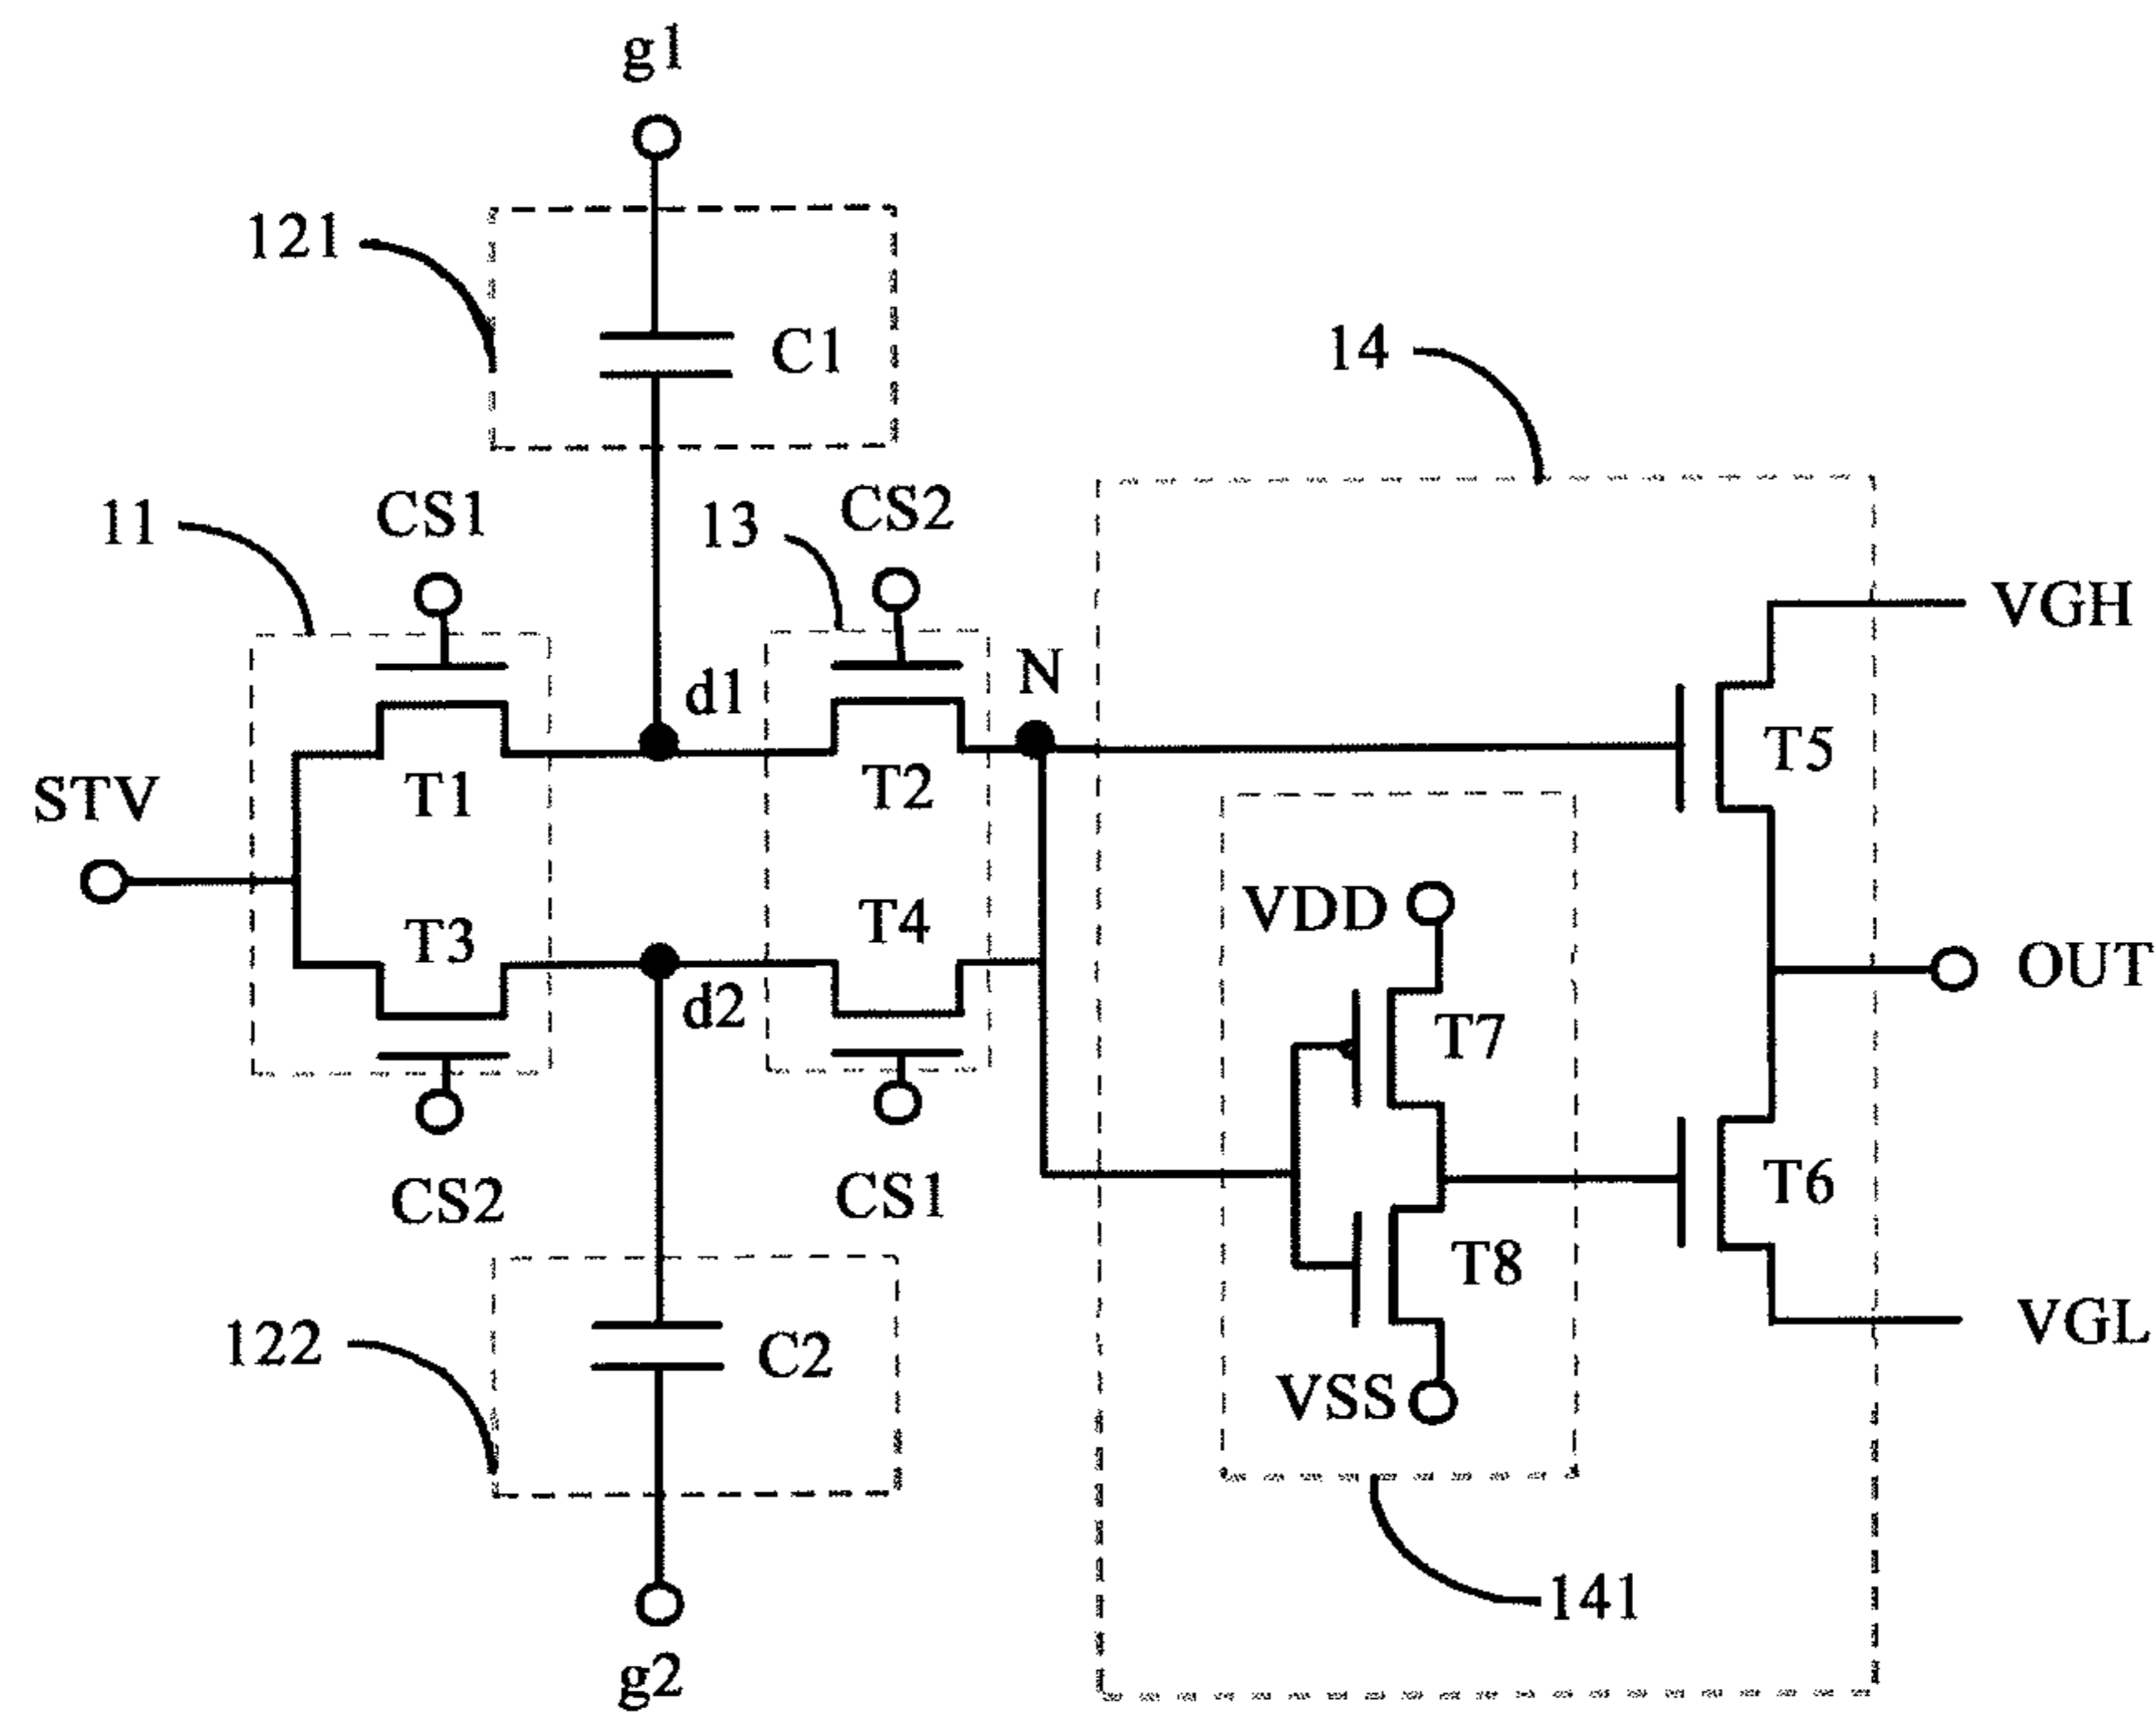 g1
121
C1
14
CS1
CS2
11
13
VGH
N
d1
T5
T1
T2
STV
VDD
T4
T3
OUT
d2
T7
T6
CS2
CS1
T8
122
C2
VGL
VSS
141
g2